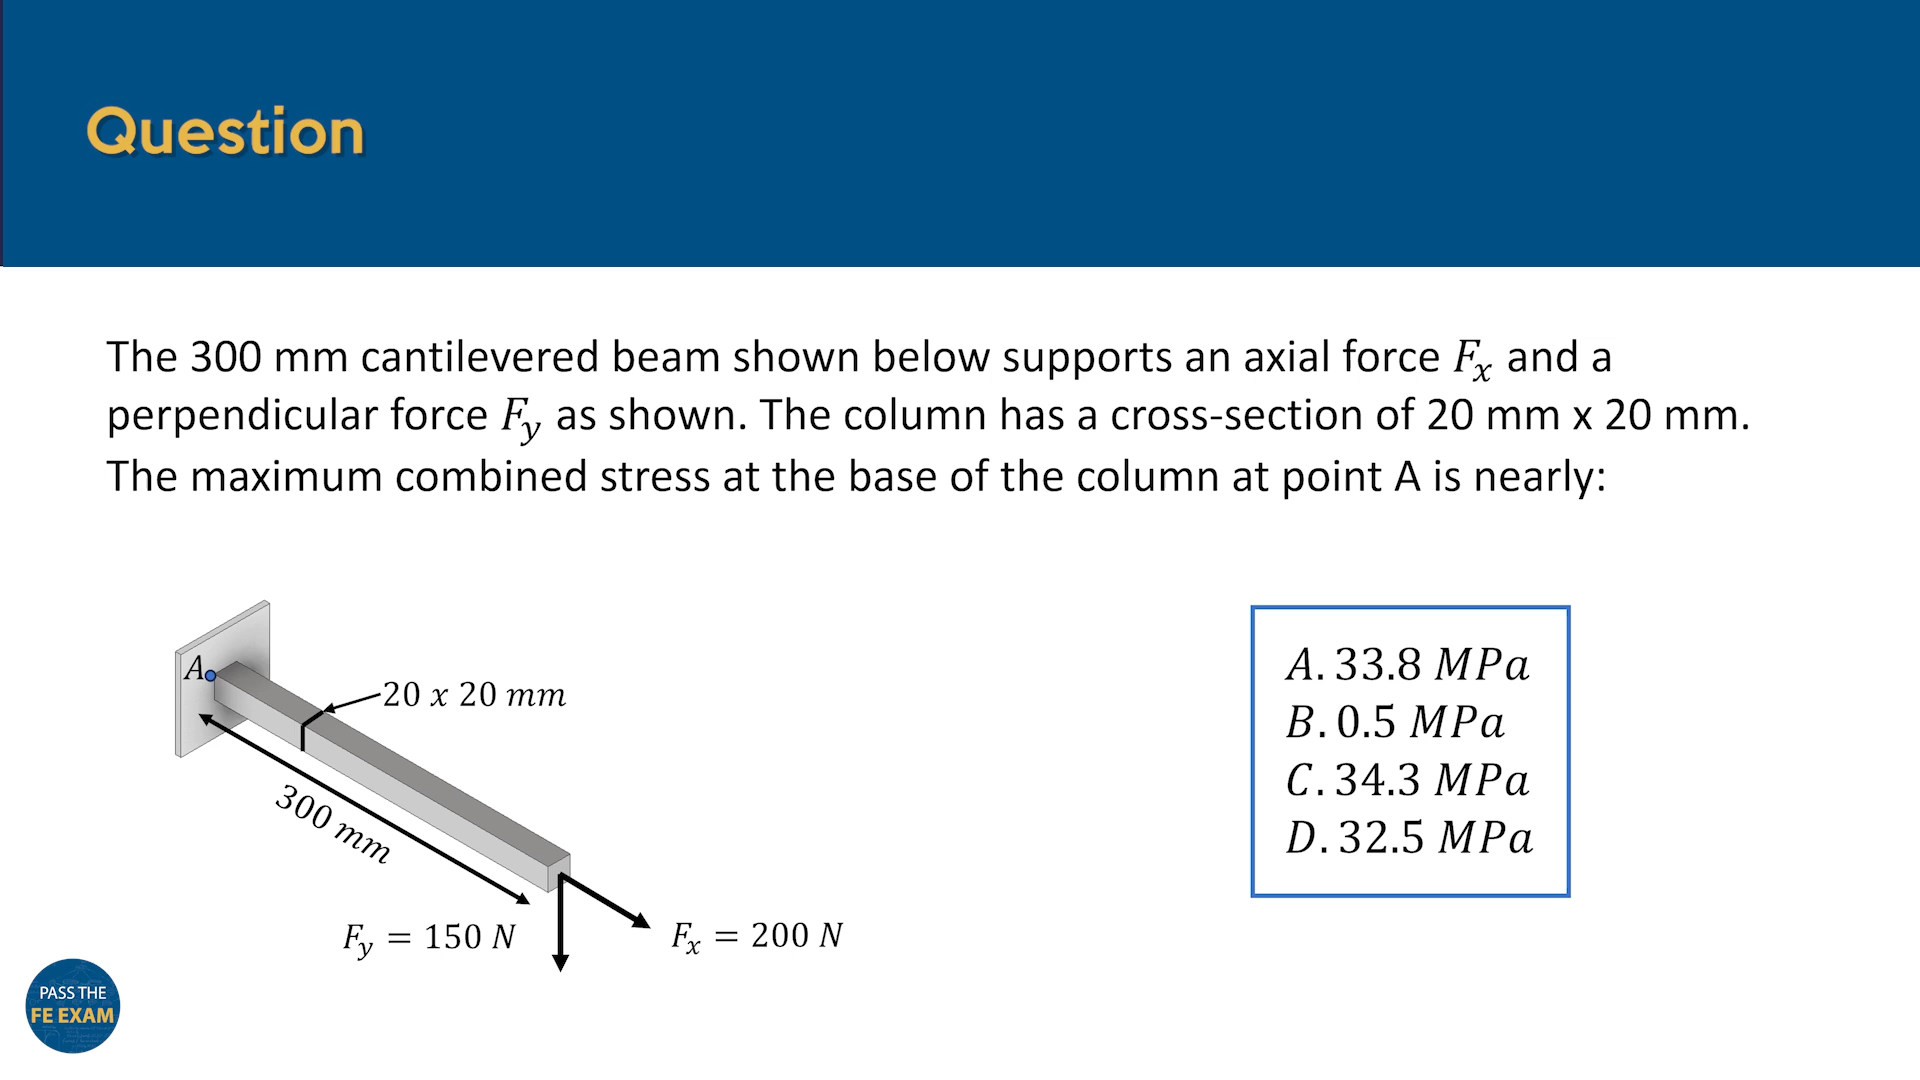 Question
The 300 mm cantilevered beam shown below supports an axial force Fₓ and a
perpendicular force F_y as shown. The column has a cross-section of 20 mm x 20 mm.
The maximum combined stress at the base of the column at point A is nearly:
A
20 x 20 mm
300 mm
F_y = 150 N
Fₓ = 200 N
A. 33.8 MPa
B. 0.5 MPa
C. 34.3 MPa
D. 32.5 MPa
PASS THE
FE EXAM